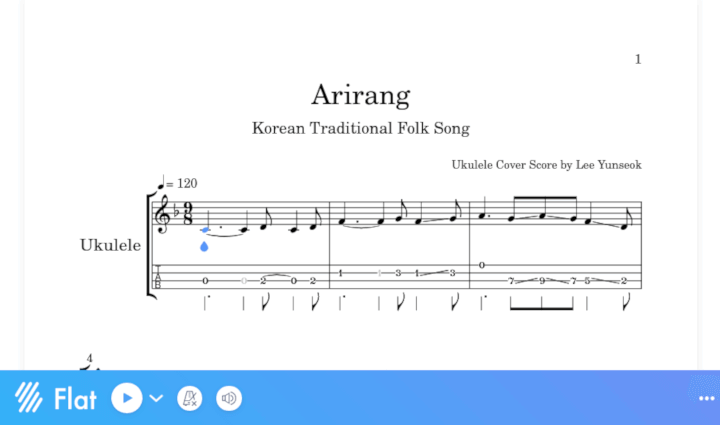 1
Arirang
Korean Traditional Folk Song
Ukulele Cover Score by Lee Yunseok
= 120
9
8
Ukulele
0 0 2 0 2 1 1 3 1 3 0 7 9 7 5 2
4
Flat